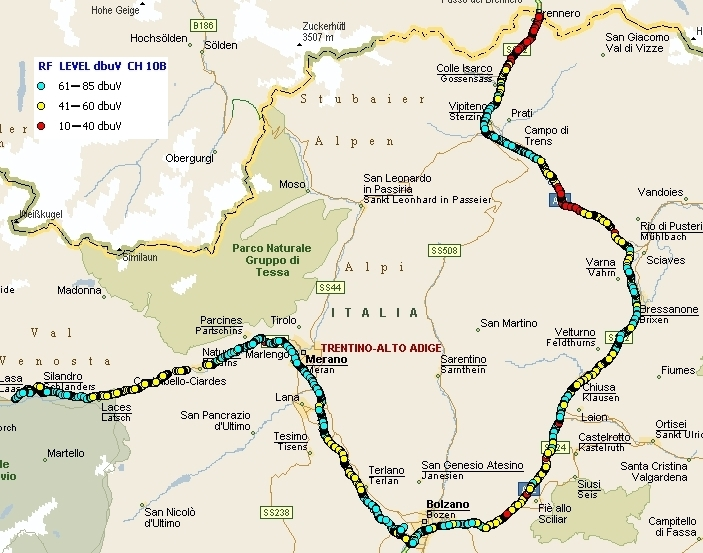 Hohe Geige
Zuckerhütl
3507 m
Brennero
B186
Hochsölden
Sölden
San Giacomo
Val di Vizze
RF LEVEL dbuV CH 10B
61—85 dbuV
41—60 dbuV
10—40 dbuV
Colle Isarco
Gossensass
Stubaier
Vipiteno
Sterzing
Prati
Campo di
Trens
Alpen
Obergurgl
San Leonardo
in Passiria
Sankt Leonhard in Passeier
Moso
Vandoies
Weißkugel
Rio di Pusteria
Mühlbach
Similaun
Parco Naturale
Gruppo di
Tessa
SS508
Sciaves
Varna
Vahrn
Alpi
Madonna
SS44
Bressanone
Brixen
ITALIA
Parcines
Partschins
Tirolo
San Martino
Val
Venosta
Velturno
Feldthurns
TRENTINO-ALTO ADIGE
Marlengo
Merano
Meran
Sarentino
Sarnthein
Fiumes
Lasa
Laas
Silandro
Schlanders
Chiusa
Klausen
Laces
Latsch
Lana
San Pancrazio
d'Ultimo
Laion
Ortisei
Tesimo
Tisens
Castelrotto
Kastelruth
Martello
Terlano
Terlan
San Genesio Atesino
Jenesien
Santa Cristina
Valgardena
Siusi
Seis
San Nicolò
d'Ultimo
SS238
Bolzano
Bozen
Fiè allo
Sciliar
Campitello
di Fassa